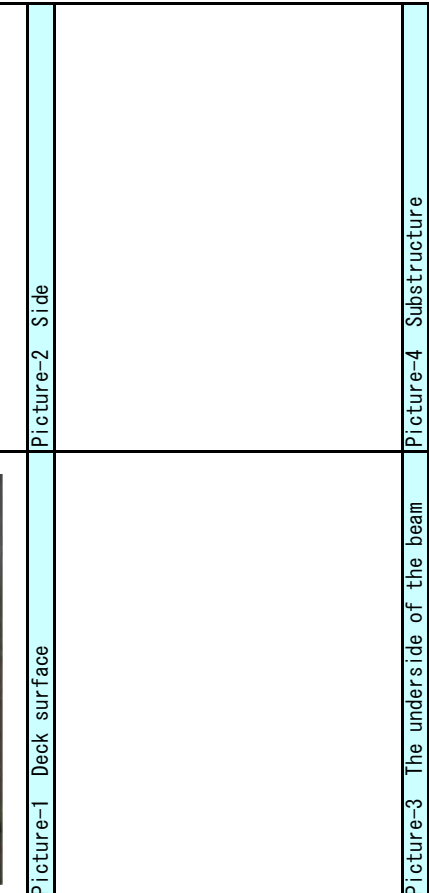 Picture-1 Deck surface
Picture-2 Side
Picture-3 The underside of the beam
Picture-4 Substructure